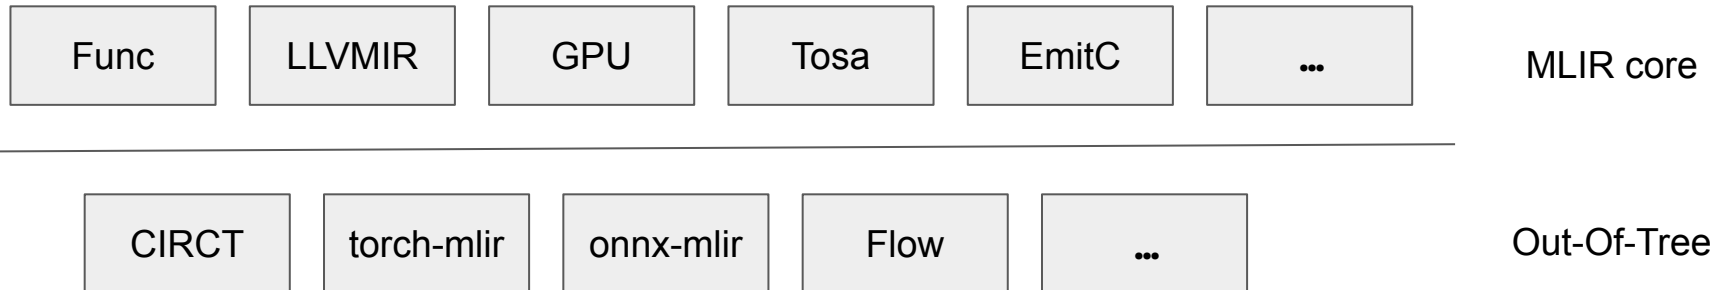 Func LLVMIR GPU Tosa EmitC ... MLIR core
CIRCT torch-mlir onnx-mlir Flow ... Out-Of-Tree